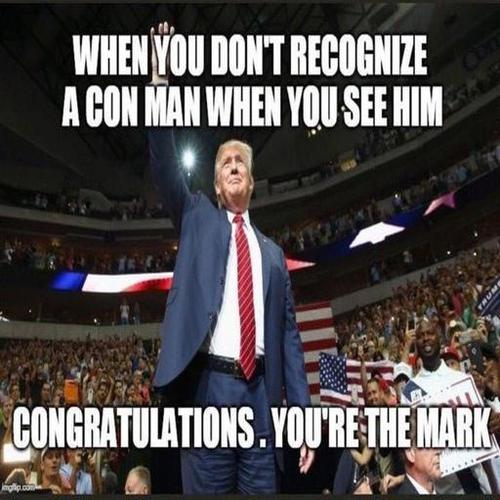 WHEN YOU DON'T RECOGNIZE
A CON MAN WHEN YOU SEE HIM
CONGRATULATIONS . YOU'RE THE MARK
imgflip.com